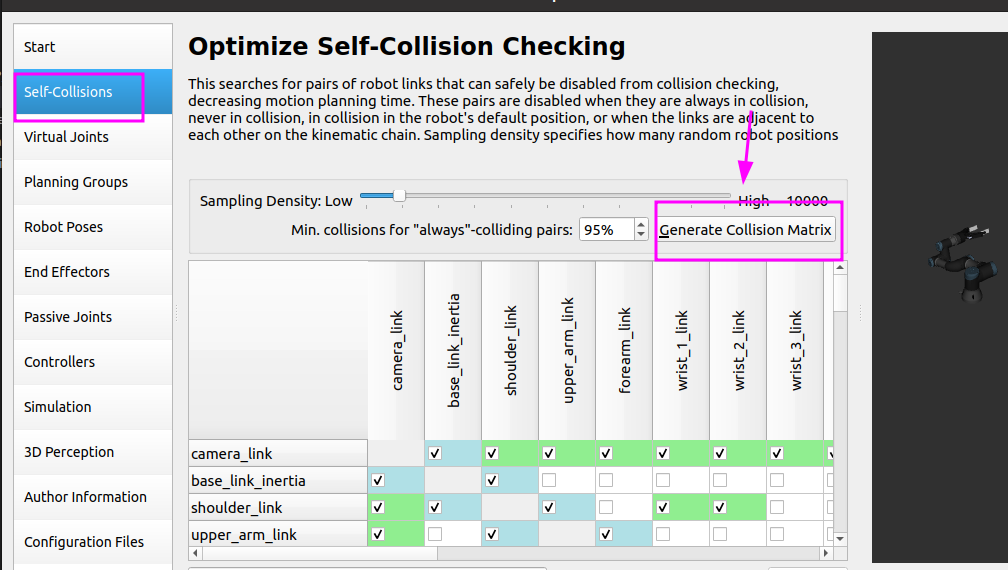 Start
Self-Collisions
Virtual Joints
Planning Groups
Robot Poses
End Effectors
Passive Joints
Controllers
Simulation
3D Perception
Author Information
Configuration Files
Optimize Self-Collision Checking
This searches for pairs of robot links that can safely be disabled from collision checking,
decreasing motion planning time. These pairs are disabled when they are always in collision,
never in collision, in collision in the robot's default position, or when the links are adjacent to
each other on the kinematic chain. Sampling density specifies how many random robot positions
Sampling Density: Low High 10000
Min. collisions for "always"-colliding pairs: 95% Generate Collision Matrix
camera_link base_link_inertia shoulder_link upper_arm_link forearm_link wrist_1_link wrist_2_link wrist_3_link
camera_link
base_link_inertia
shoulder_link
upper_arm_link